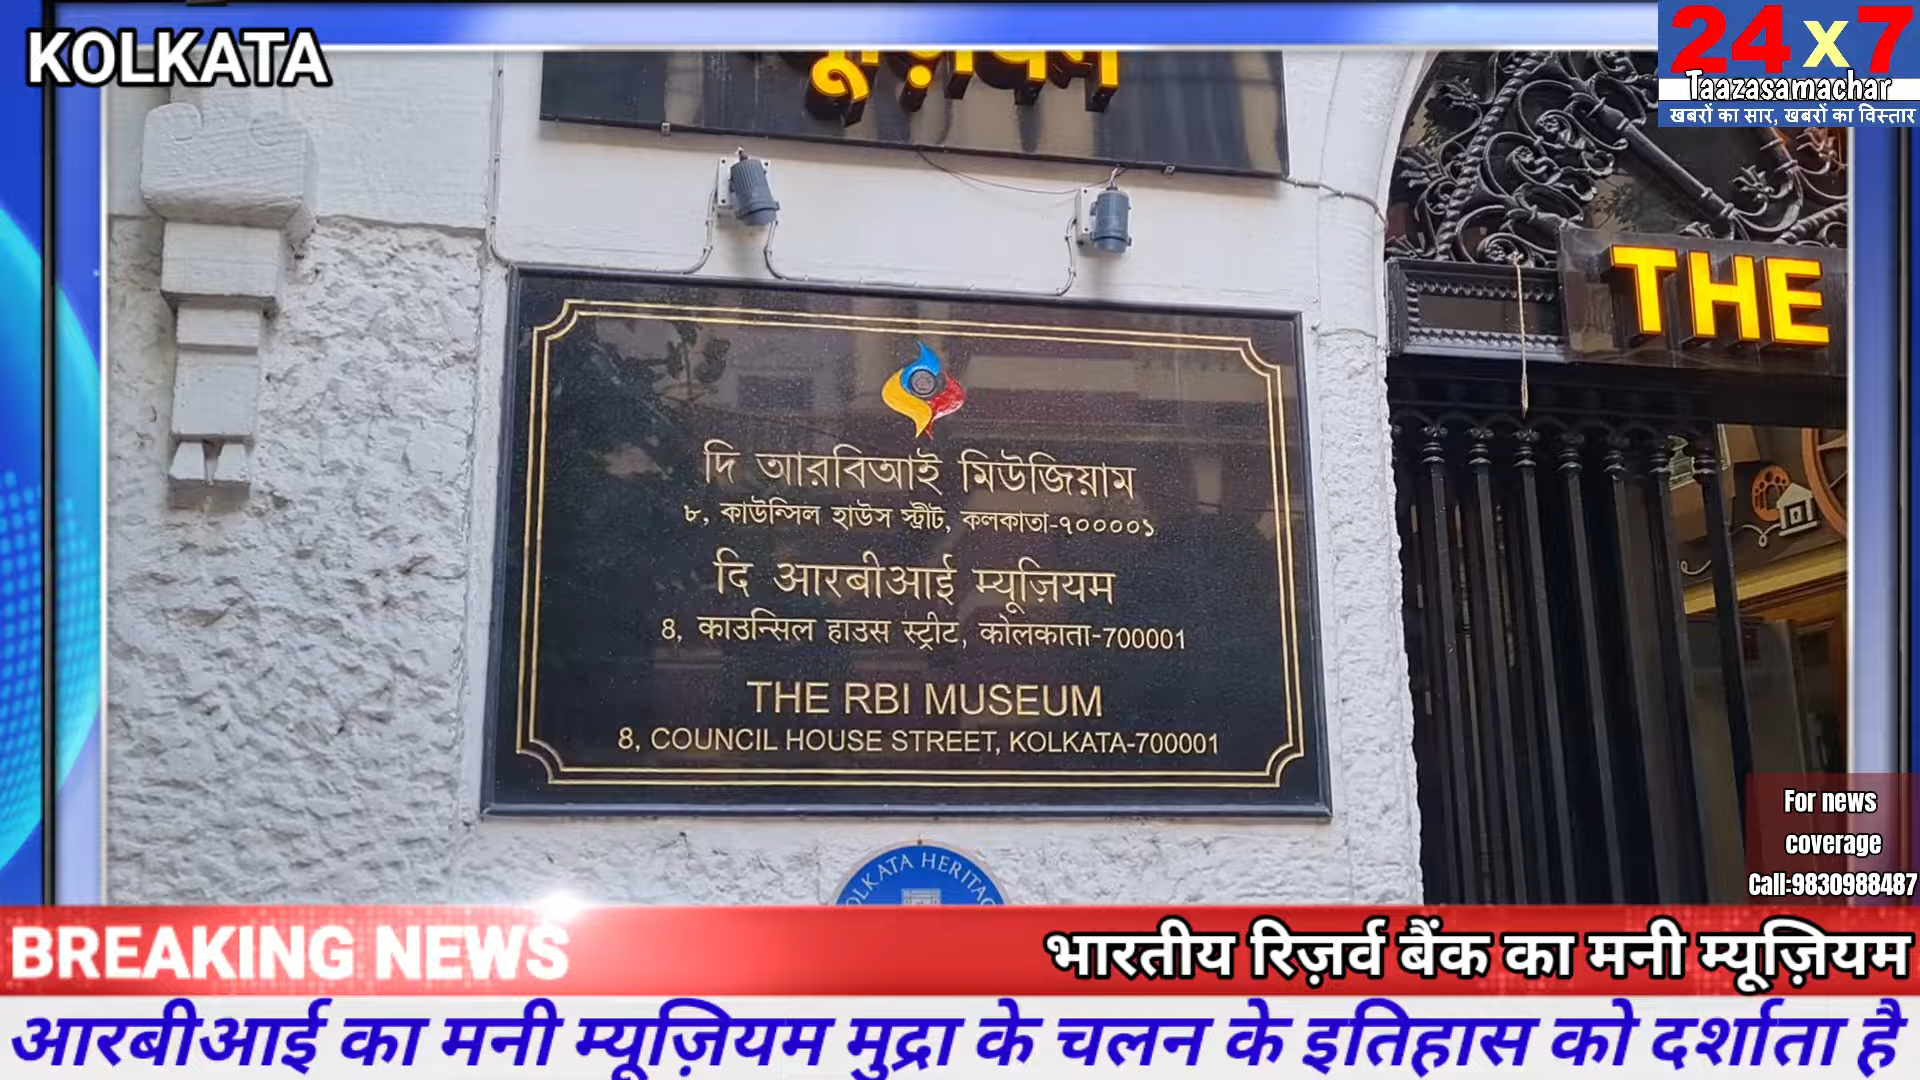 KOLKATA
24x7
Taazasamachar
खबरों का सार, खबरों का विस्तार
THE
দি আরবিআই মিউজিয়াম
৮, কাউন্সিল হাউস স্ট্রীট, কলকাতা-৭০০০০১
दि आरबीआई म्यूज़ियम
8, काउन्सिल हाउस स्ट्रीट, कोलकाता-700001
THE RBI MUSEUM
8, COUNCIL HOUSE STREET, KOLKATA-700001
For news
coverage
Call:9830988487
BREAKING NEWS
भारतीय रिज़र्व बैंक का मनी म्यूज़ियम
आरबीआई का मनी म्यूज़ियम मुद्रा के चलन के इतिहास को दर्शाता है